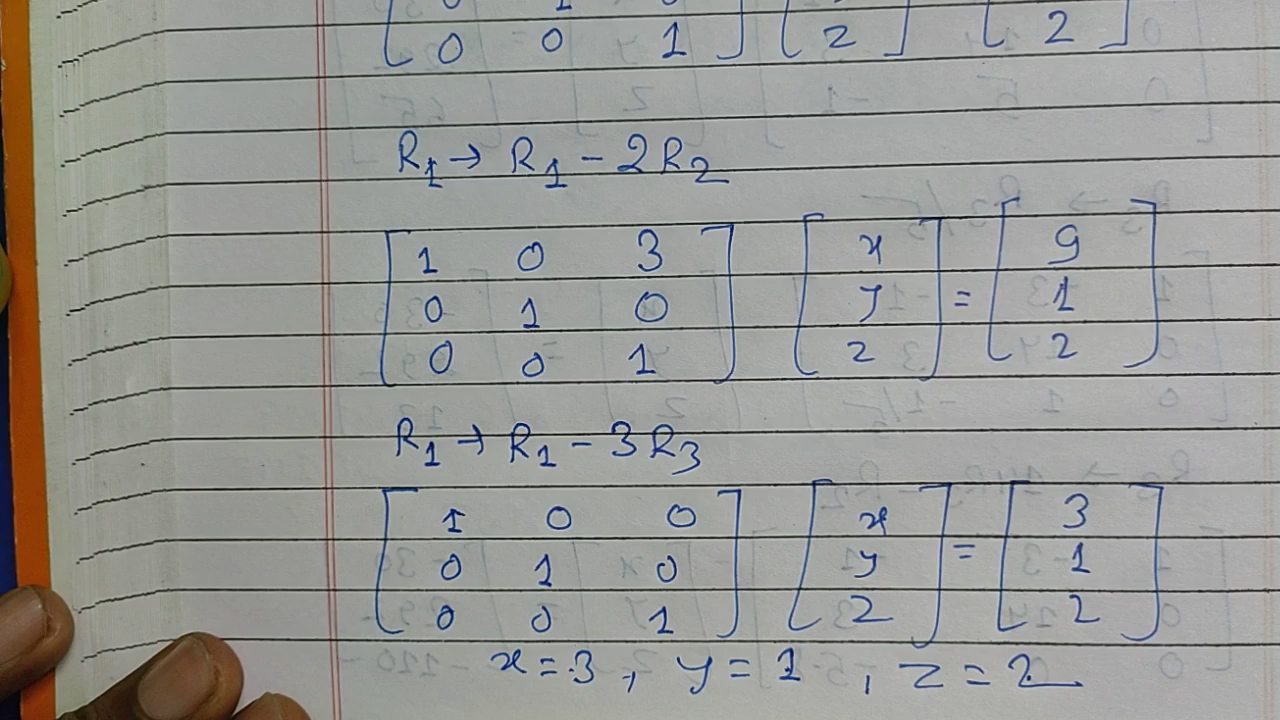 0 0 1 2 2
R1 → R1 - 2R2
1 0 3 x 9
0 1 0 y = 1
0 0 1 z 2
R1 → R1 - 3R3
1 0 0 x 3
0 1 0 y = 1
0 0 1 z 2
x = 3, y = 1, z = 2